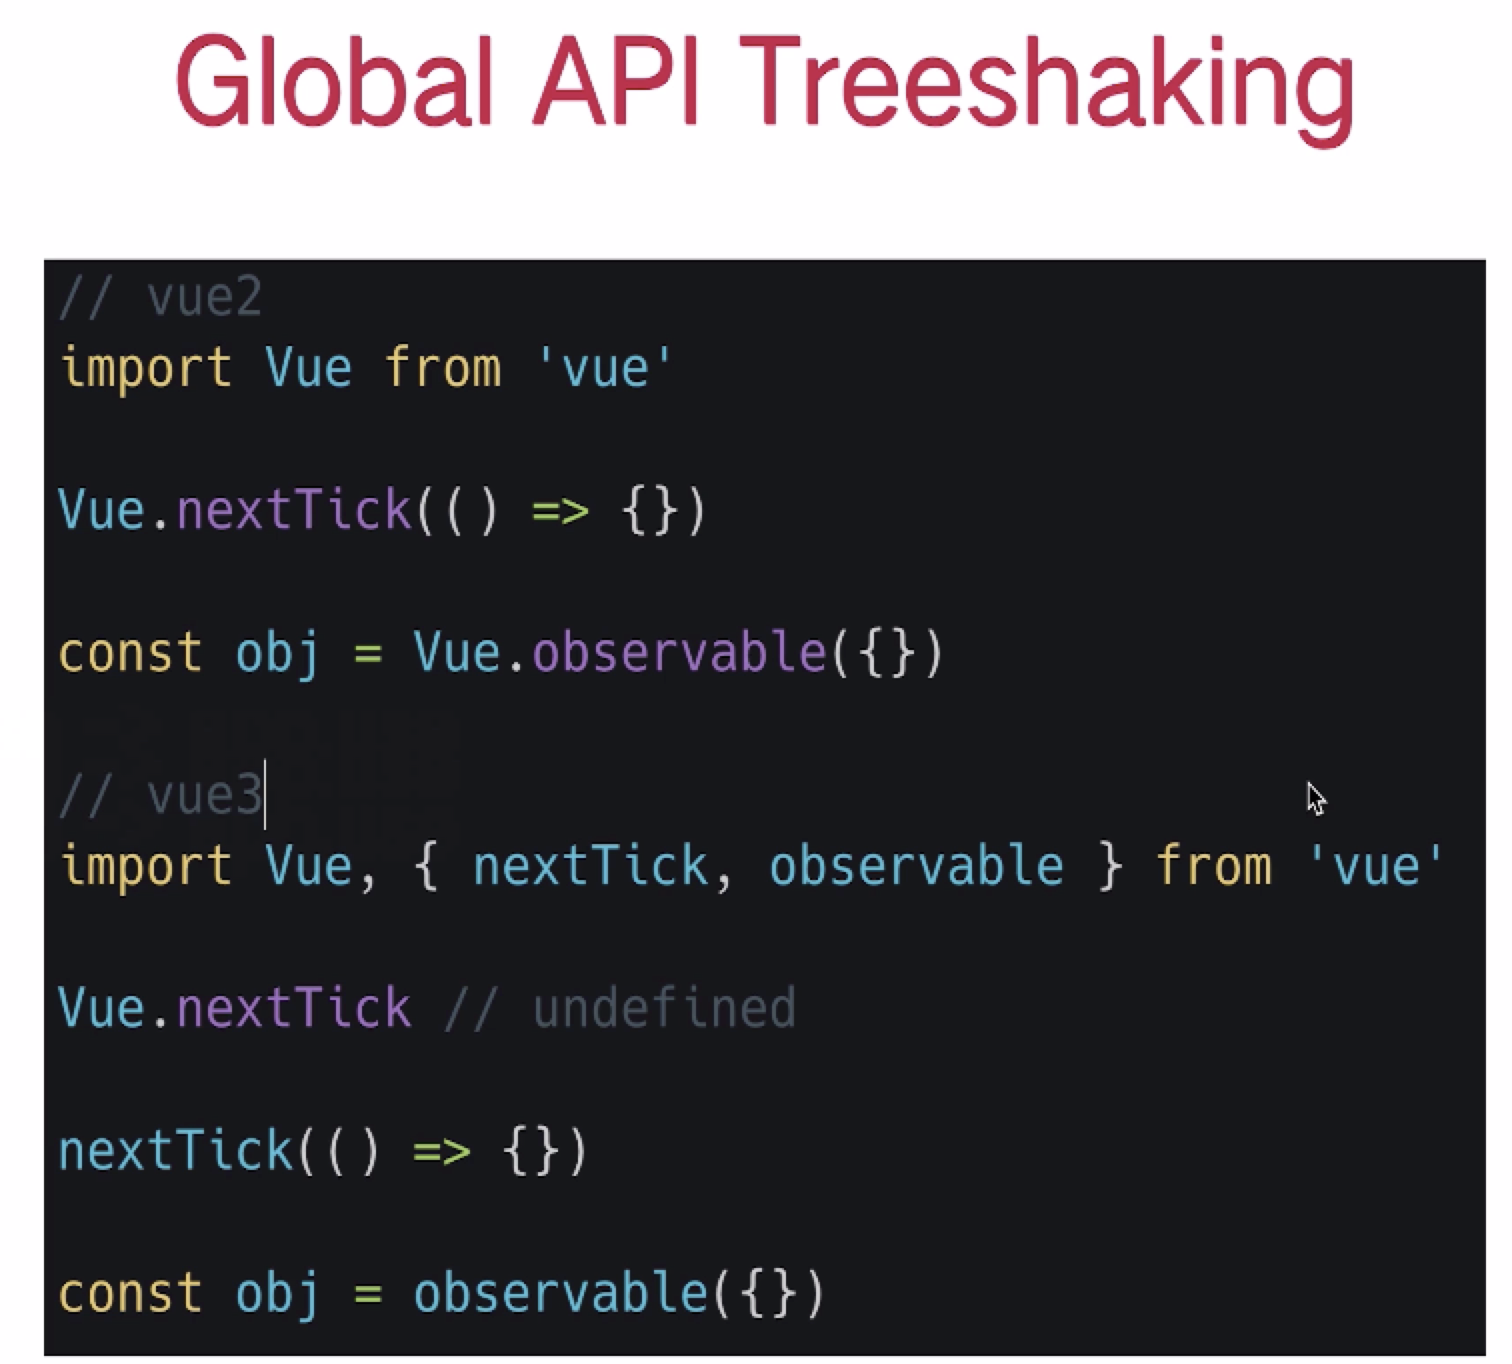 Global API Treeshaking
// vue2
import Vue from 'vue'
Vue.nextTick(() => {})
const obj = Vue.observable({})
// vue3
import Vue, { nextTick, observable } from 'vue'
Vue.nextTick // undefined
nextTick(() => {})
const obj = observable({})